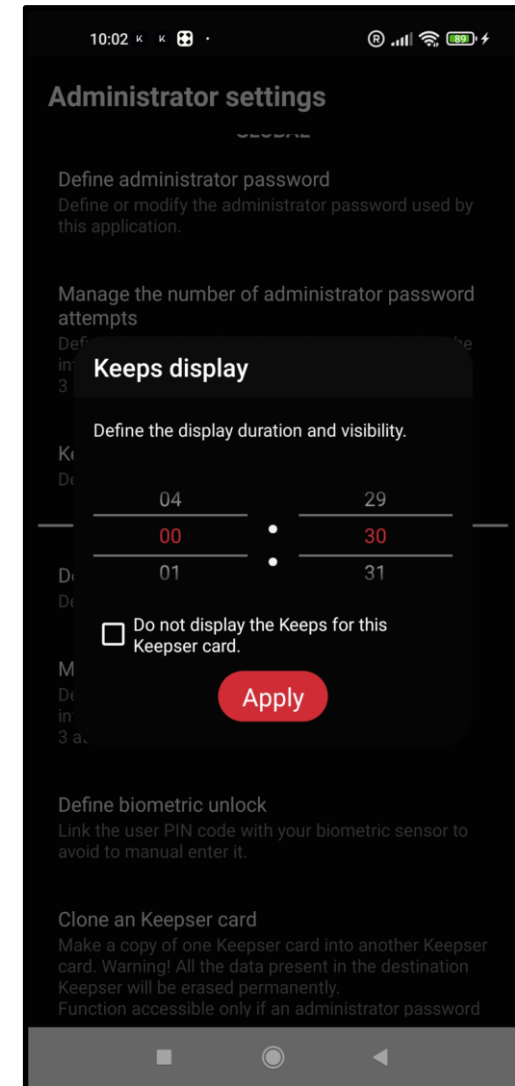 10:02 K K
R 89
Administrator settings
GLOBAL
Define administrator password
Define or modify the administrator password used by
this application.
Manage the number of administrator password
attempts
3
Keeps display
Define the display duration and visibility.
04 29
00 : 30
01 31
Do not display the Keeps for this
Keepser card.
Apply
3
Define biometric unlock
Link the user PIN code with your biometric sensor to
avoid to manual enter it.
Clone an Keepser card
Make a copy of one Keepser card into another Keepser
card. Warning! All the data present in the destination
Keepser will be erased permanently.
Function accessible only if an administrator password